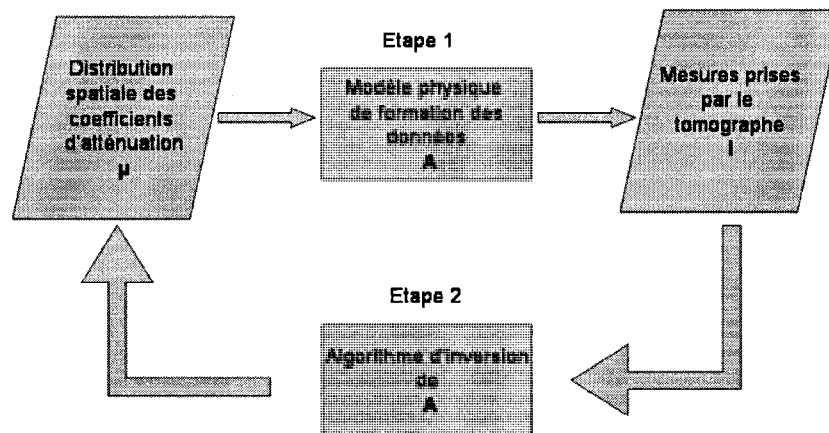 Etape 1
Distribution
spatiale des
coefficients
d'atténuation
µ
Modèle physique
de formation des
données
A
Mesures prises
par le
tomographe
I
Etape 2
Algorithme d'inversion
de
A